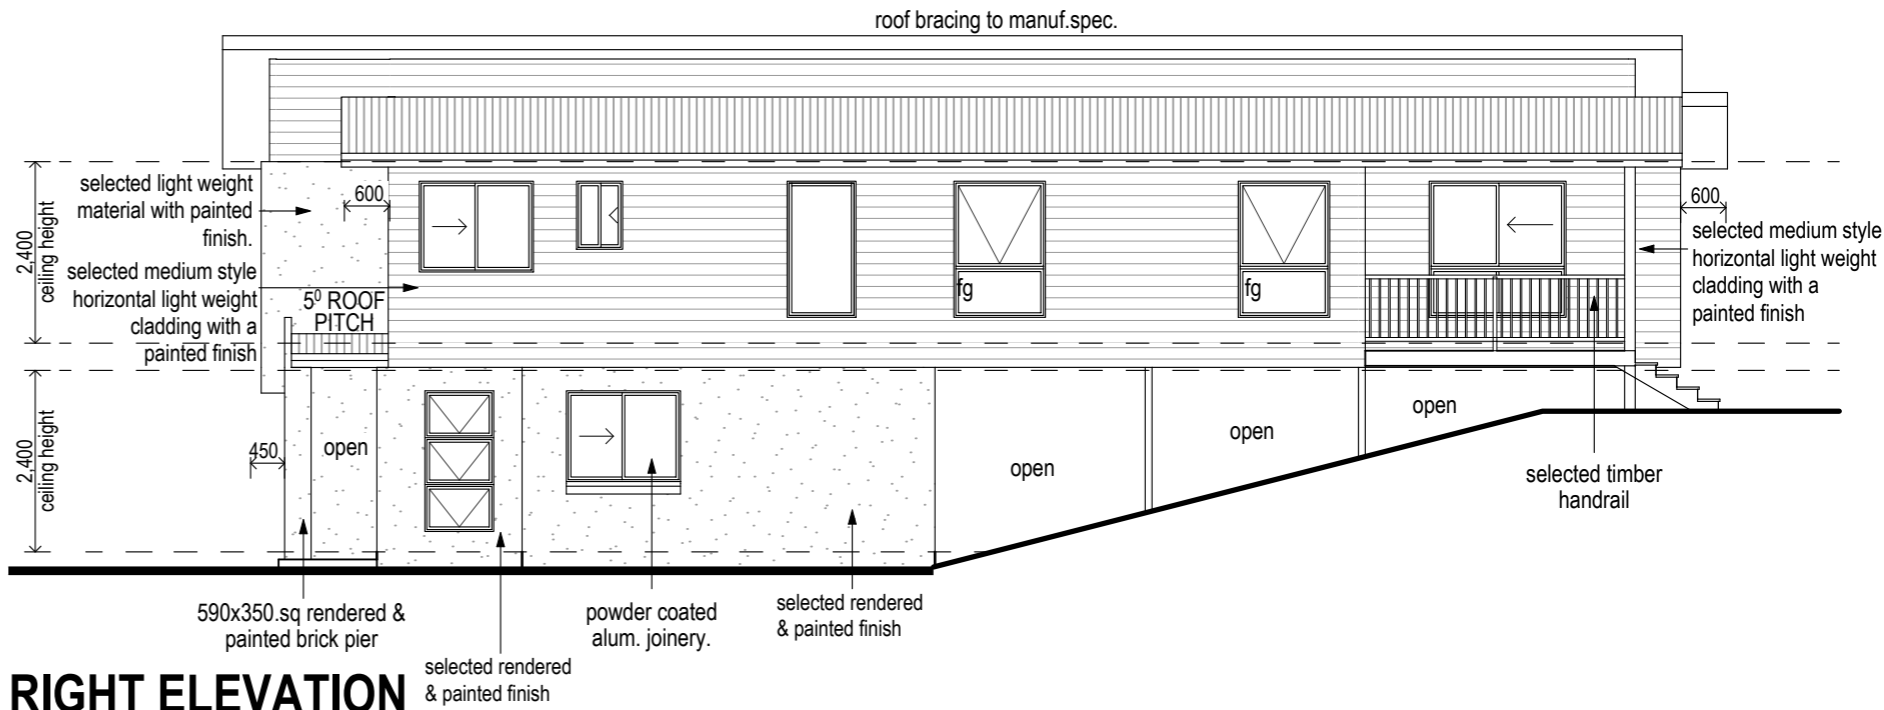 roof bracing to manuf.spec.
selected light weight
material with painted
finish.
600
2,400
ceiling height
selected medium style
horizontal light weight
cladding with a
painted finish
5⁰ ROOF
PITCH
fg
fg
600
selected medium style
horizontal light weight
cladding with a
painted finish
2,400
ceiling height
450
open
open
open
open
selected timber
handrail
590x350.sq rendered &
painted brick pier
selected rendered
& painted finish
powder coated
alum. joinery.
selected rendered
& painted finish
RIGHT ELEVATION